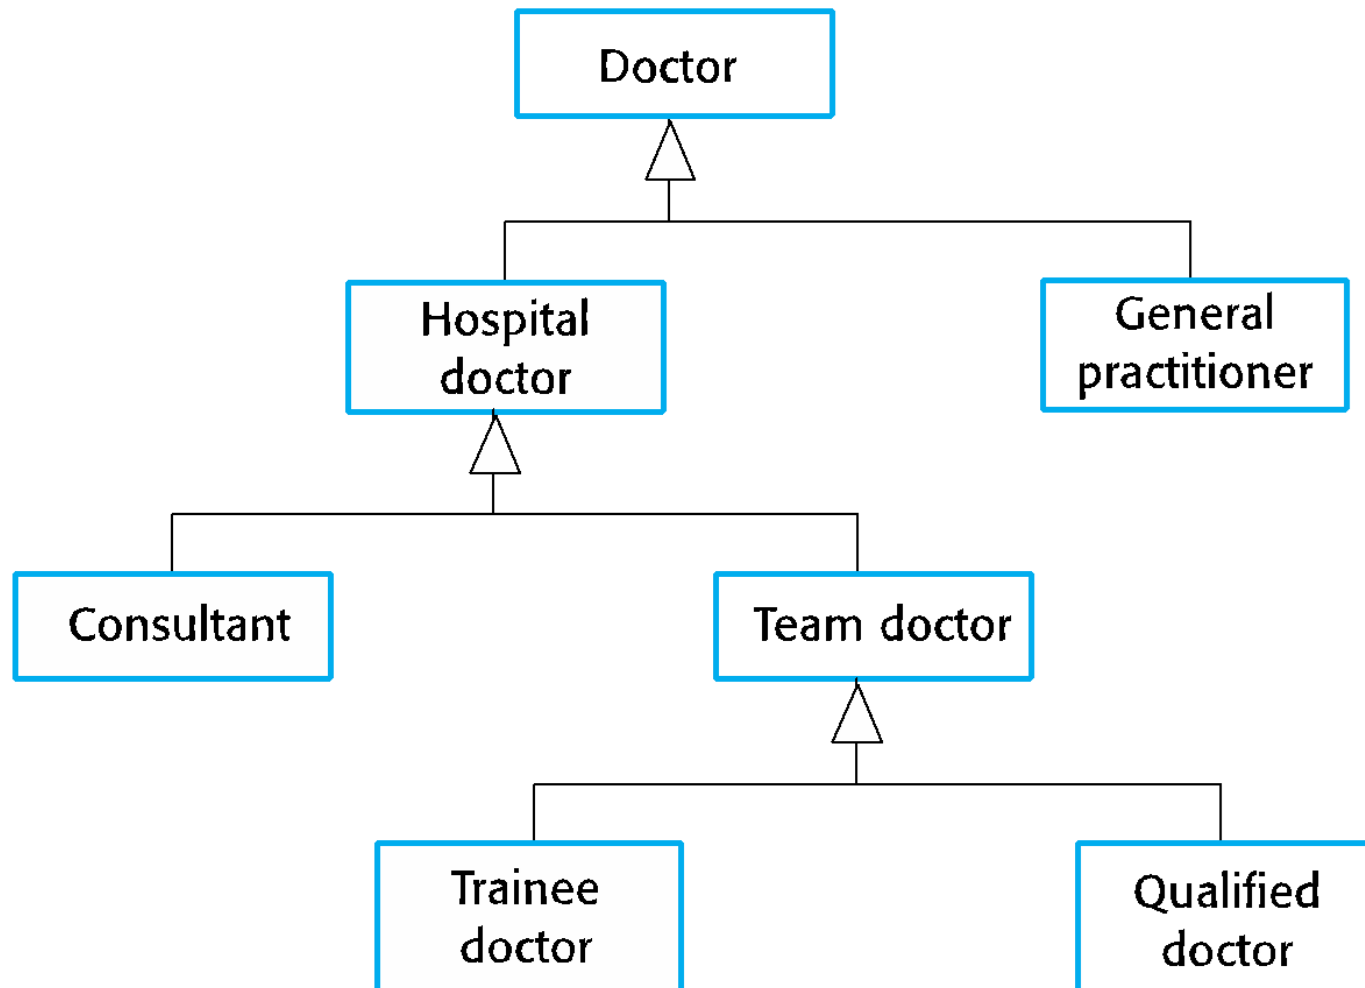 Doctor
Hospital
doctor
General
practitioner
Consultant
Team doctor
Trainee
doctor
Qualified
doctor